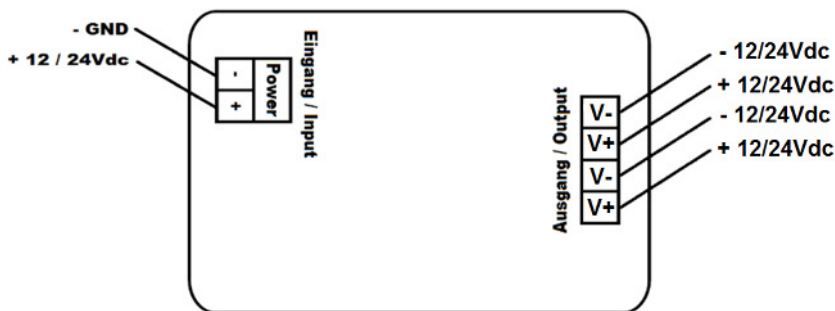 - GND
+ 12 / 24Vdc
-
+
Power
Eingang / Input
Ausgang / Output
V-
V+
V-
V+
- 12/24Vdc
+ 12/24Vdc
- 12/24Vdc
+ 12/24Vdc